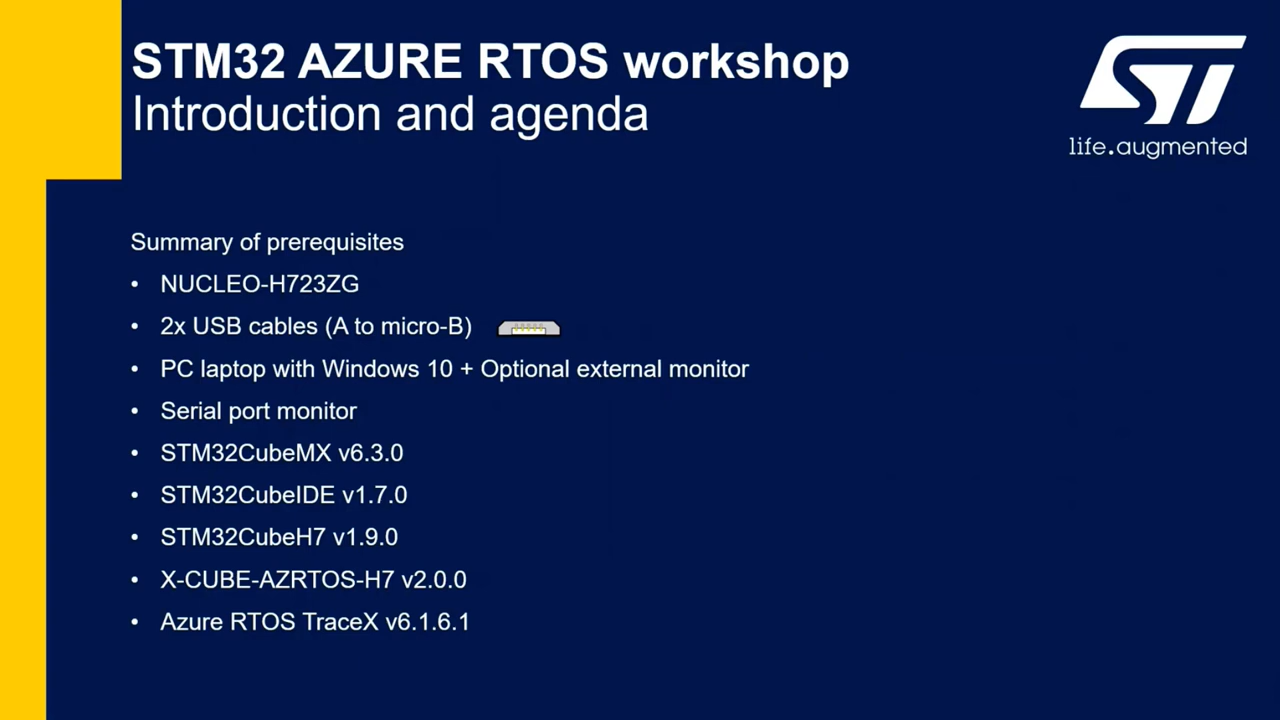 STM32 AZURE RTOS workshop
Introduction and agenda
ST
life.augmented
Summary of prerequisites
• NUCLEO-H723ZG
• 2x USB cables (A to micro-B)
• PC laptop with Windows 10 + Optional external monitor
• Serial port monitor
• STM32CubeMX v6.3.0
• STM32CubeIDE v1.7.0
• STM32CubeH7 v1.9.0
• X-CUBE-AZRTOS-H7 v2.0.0
• Azure RTOS TraceX v6.1.6.1